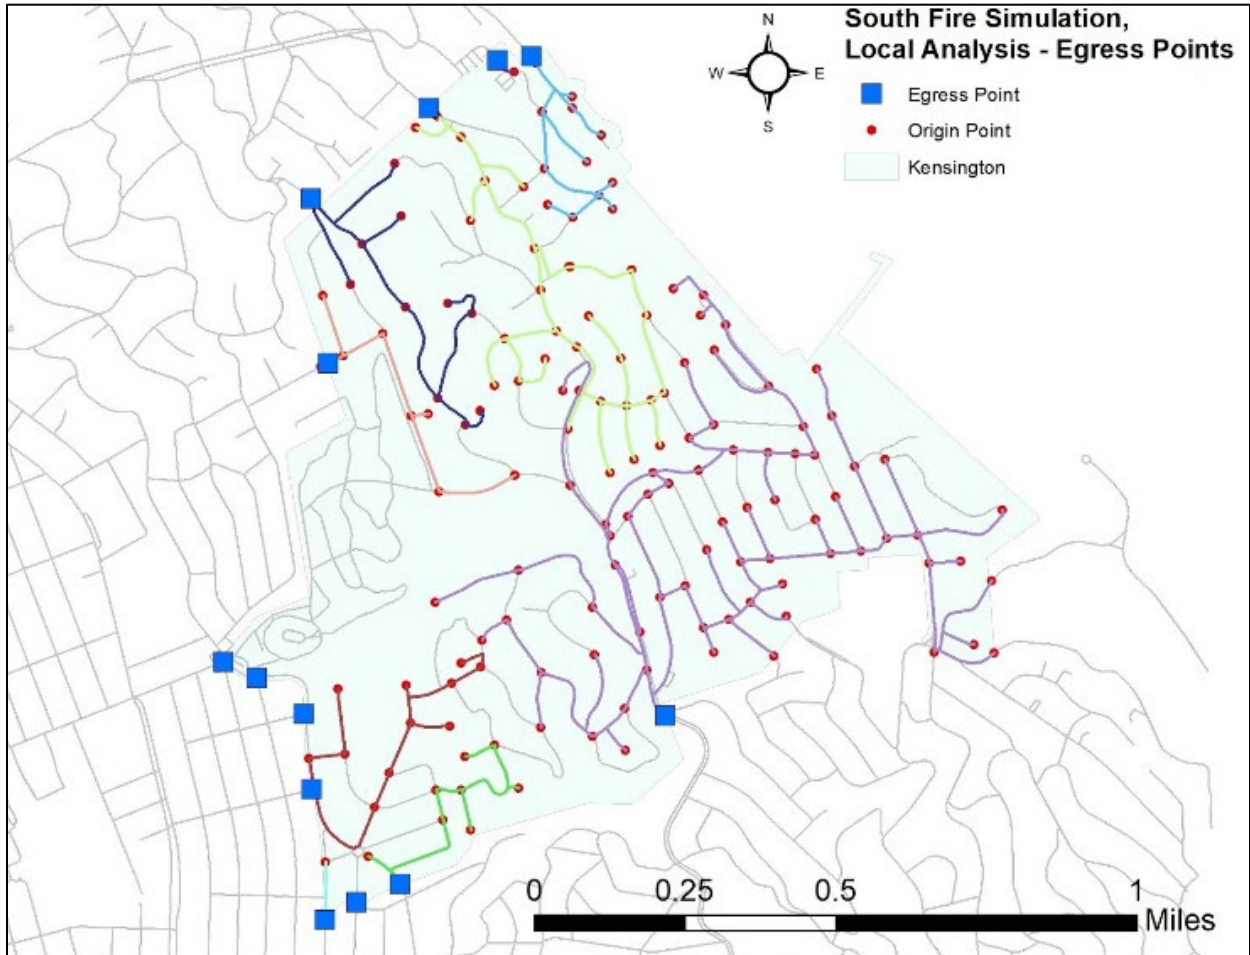 South Fire Simulation,
Local Analysis - Egress Points
N
W E
S
Egress Point
Origin Point
Kensington
0 0.25 0.5 1
Miles